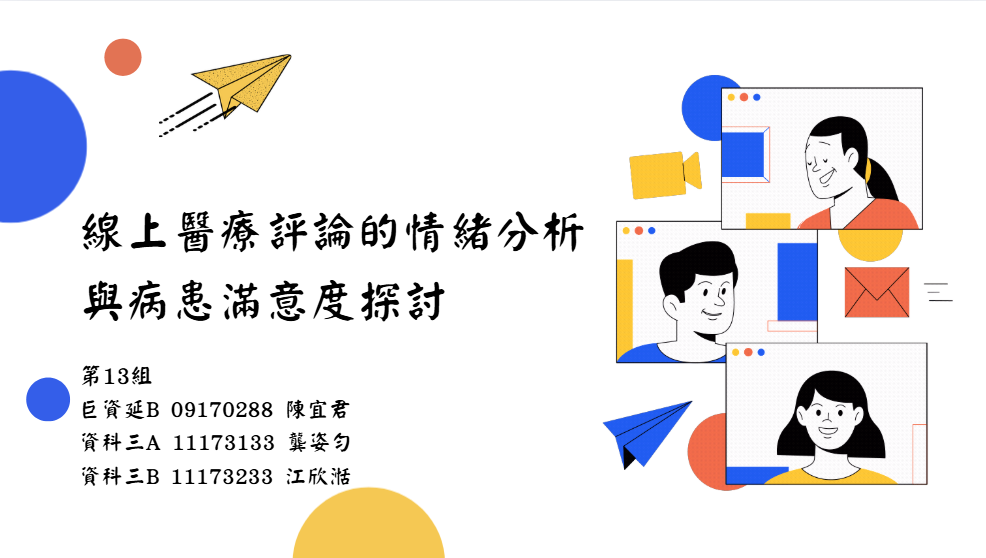 線上醫療評論的情緒分析
與病患滿意度探討
第13組
巨資延B 09170288 陳宜君
資科三A 11173133 龔姿勻
資科三B 11173233 江欣湉